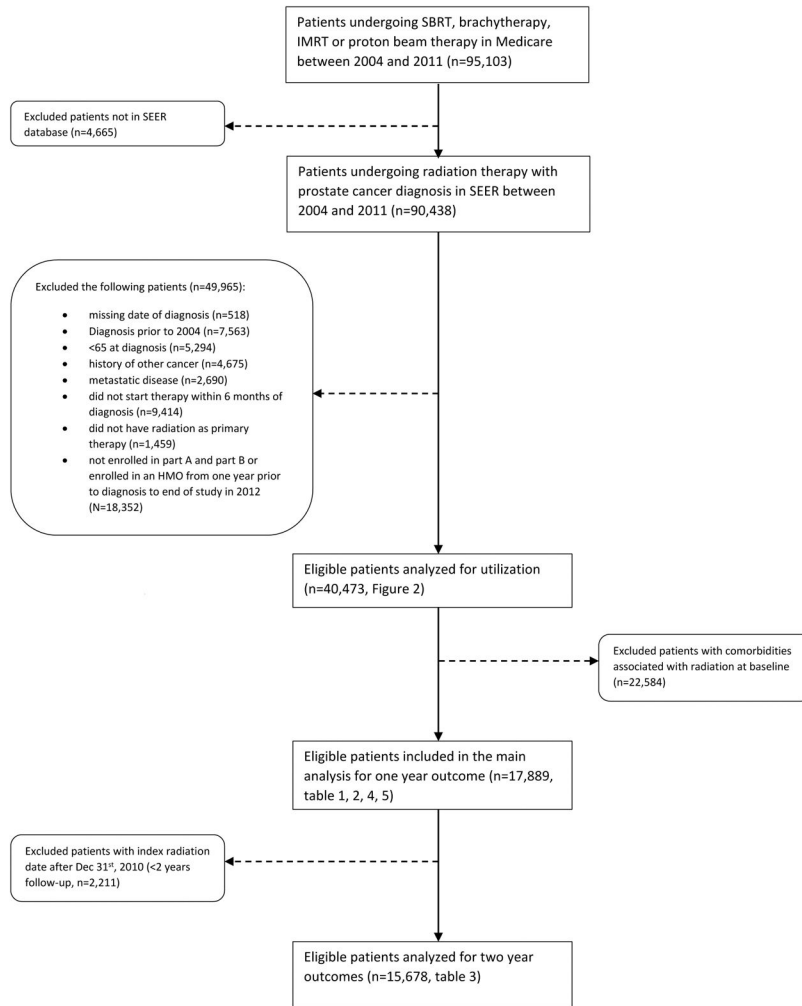 Patients undergoing SBRT, brachytherapy,
IMRT or proton beam therapy in Medicare
between 2004 and 2011 (n=95,103)
Excluded patients not in SEER
database (n=4,665)
Patients undergoing radiation therapy with
prostate cancer diagnosis in SEER between
2004 and 2011 (n=90,438)
Excluded the following patients (n=49,965):
• missing date of diagnosis (n=518)
• Diagnosis prior to 2004 (n=7,563)
• <65 at diagnosis (n=5,294)
• history of other cancer (n=4,675)
• metastatic disease (n=2,690)
• did not start therapy within 6 months of
diagnosis (n=9,414)
• did not have radiation as primary
therapy (n=1,459)
• not enrolled in part A and part B or
enrolled in an HMO from one year prior
to diagnosis to end of study in 2012
(N=18,352)
Eligible patients analyzed for utilization
(n=40,473, Figure 2)
Excluded patients with comorbidities
associated with radiation at baseline
(n=22,584)
Eligible patients included in the main
analysis for one year outcome (n=17,889,
table 1, 2, 4, 5)
Excluded patients with index radiation
date after Dec 31st, 2010 (<2 years
follow-up, n=2,211)
Eligible patients analyzed for two year
outcomes (n=15,678, table 3)